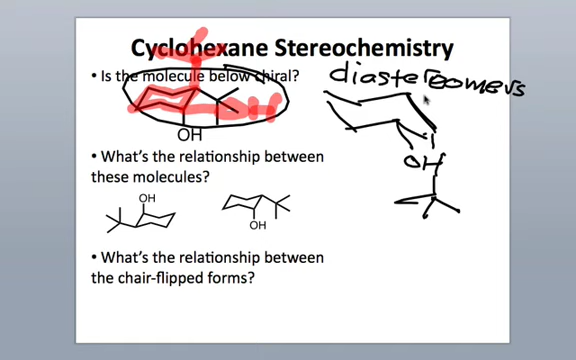 Cyclohexane Stereochemistry
• Is the molecule below chiral?
diastereomers
H
OH
OH
• What's the relationship between
these molecules?
OH
OH
• What's the relationship between
the chair-flipped forms?